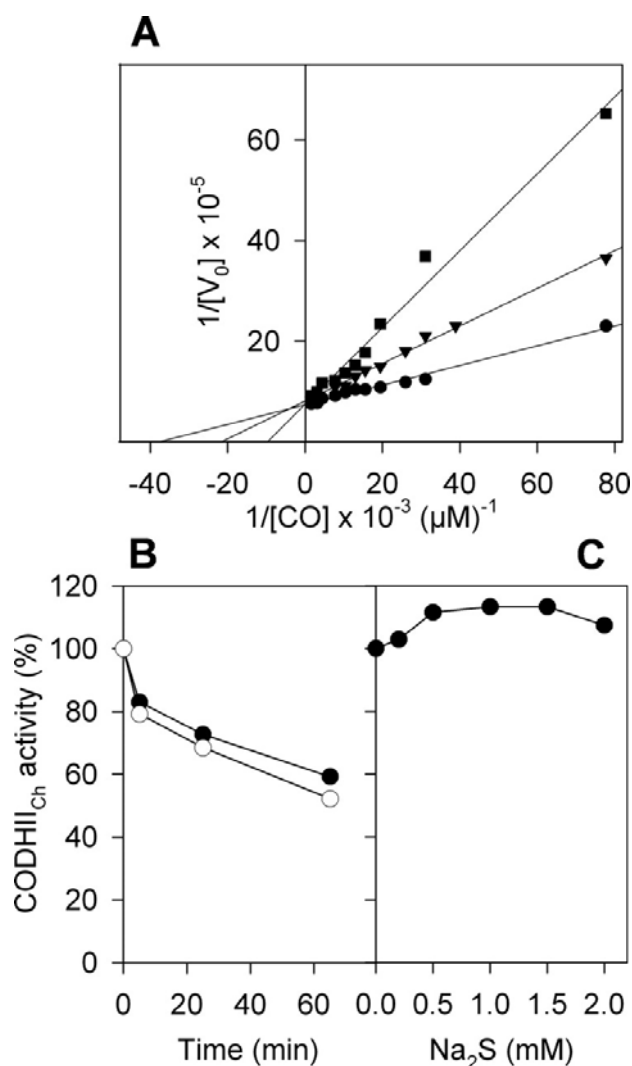 A
1/[V₀] x 10⁻⁵
60
40
20
-40 -20 0 20 40 60 80
1/[CO] x 10⁻³ (µM)⁻¹
B C
CODHII_Ch activity (%)
120
100
80
60
40
20
0
0 20 40 60 0.0 0.5 1.0 1.5 2.0
Time (min) Na₂S (mM)